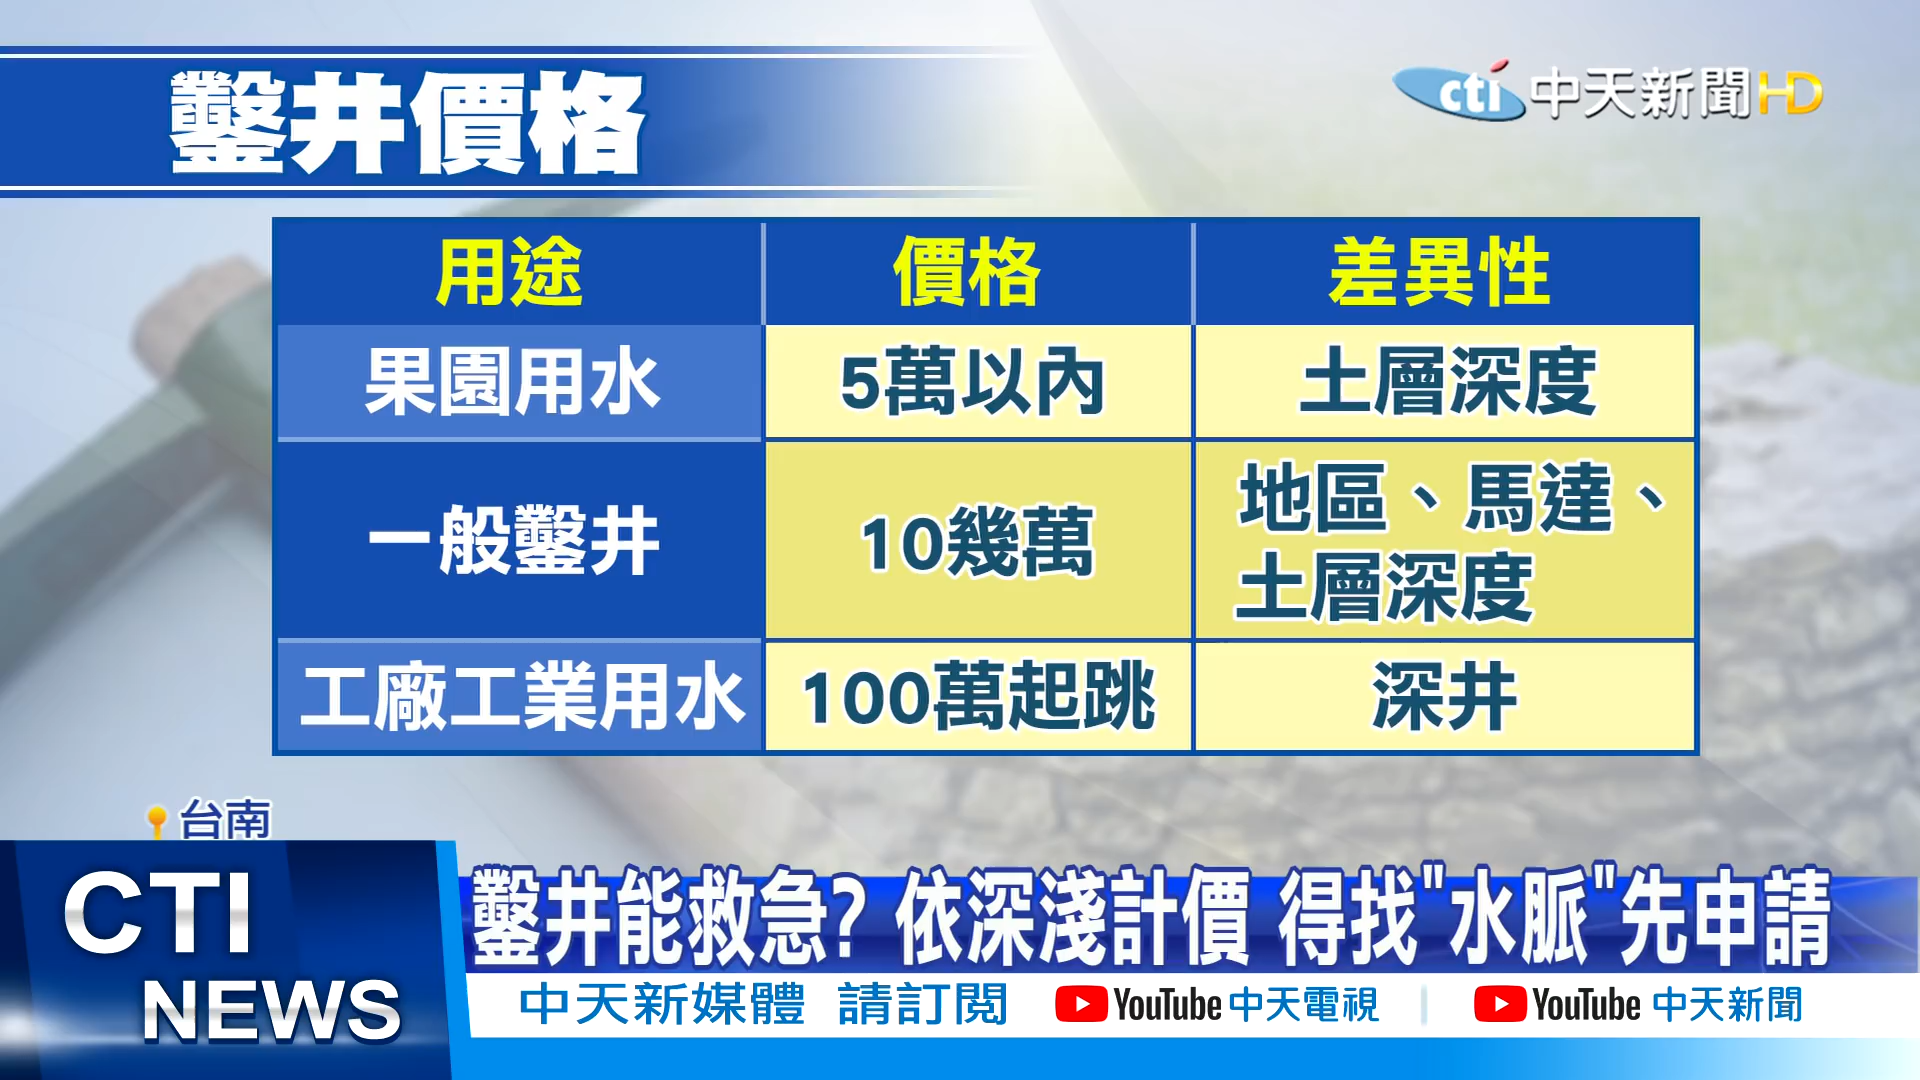 鑿井價格
cti 中天新聞HD
用途 價格 差異性
果園用水 5萬以內 土層深度
一般鑿井 10幾萬 地區、馬達、
土層深度
工廠工業用水 100萬起跳 深井
台南
CTI
NEWS
鑿井能救急? 依深淺計價 得找"水脈"先申請
中天新媒體 請訂閱 YouTube 中天電視 | YouTube 中天新聞